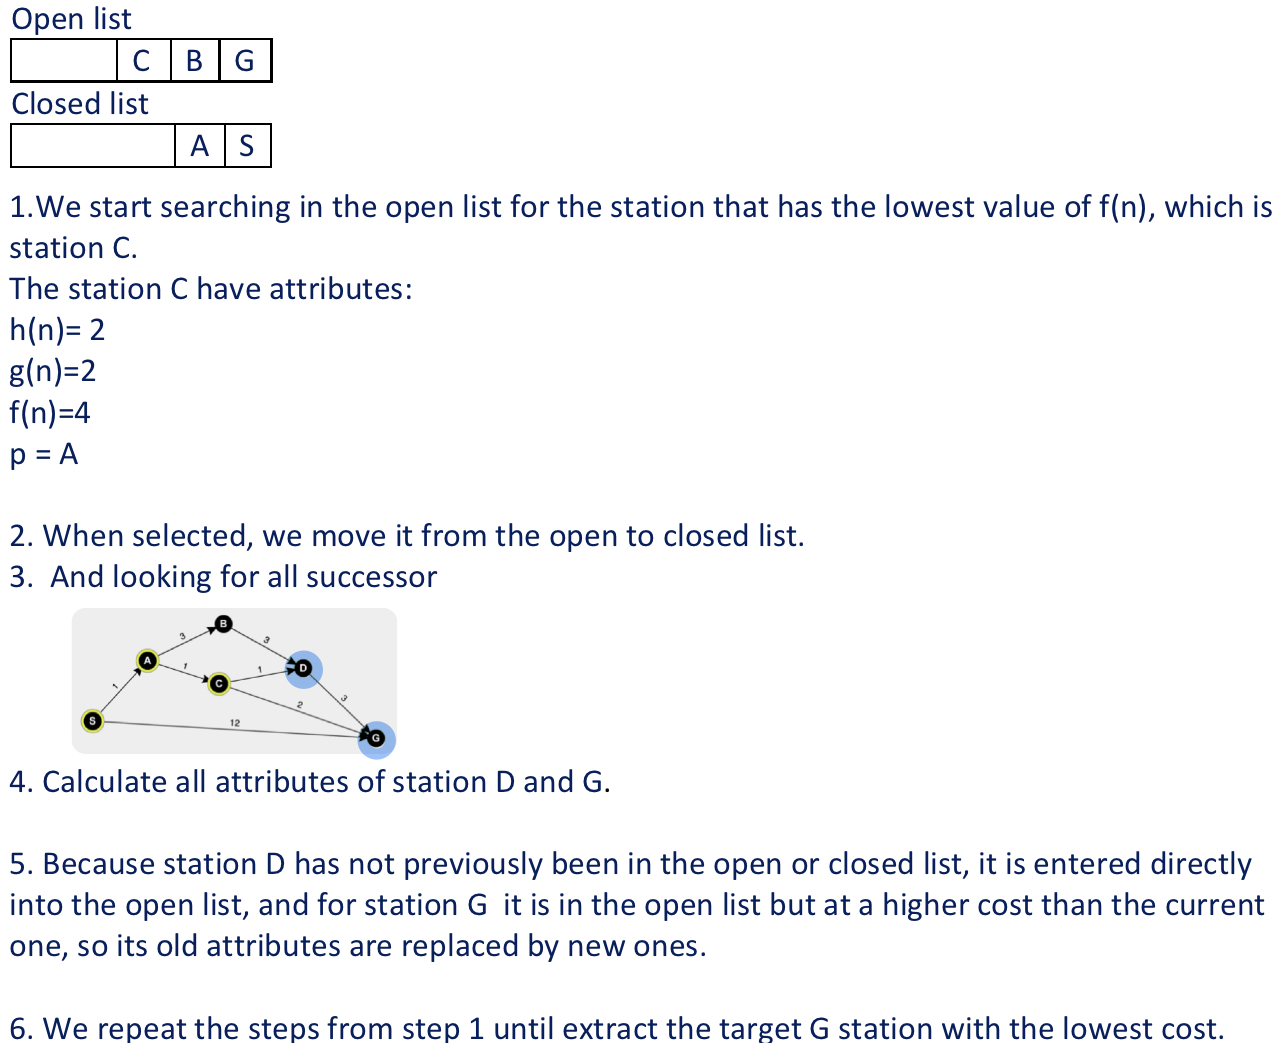 Open list
C B G
Closed list
A S
1.We start searching in the open list for the station that has the lowest value of f(n), which is
station C.
The station C have attributes:
h(n)= 2
g(n)=2
f(n)=4
p = A
2. When selected, we move it from the open to closed list.
3. And looking for all successor
B
3 3
A 1 1 D
C
1 2 3
S 12
G
4. Calculate all attributes of station D and G.
5. Because station D has not previously been in the open or closed list, it is entered directly
into the open list, and for station G it is in the open list but at a higher cost than the current
one, so its old attributes are replaced by new ones.
6. We repeat the steps from step 1 until extract the target G station with the lowest cost.